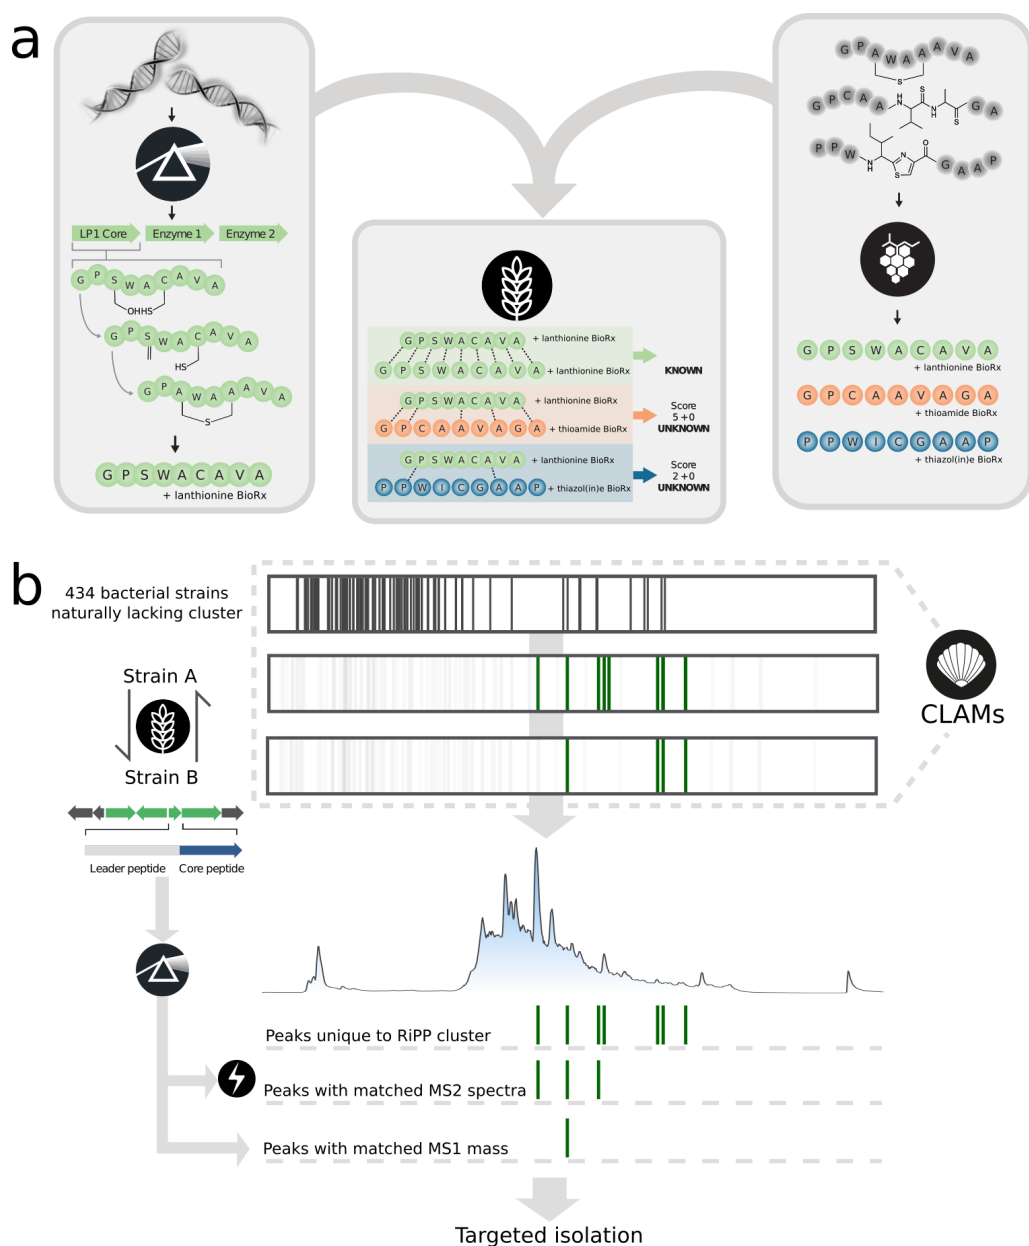 a
LP1 Core Enzyme 1 Enzyme 2
G P S W A C A V A
OHHS
G P S W A C A V A
HS
G P A W A A A V A
S
G P S W A C A V A
+ lanthionine BioRx
G P S W A C A V A + lanthionine BioRx
G P S W A C A V A + lanthionine BioRx
KNOWN
G P S W A C A V A + lanthionine BioRx
G P C A A V A G A + thioamide BioRx
Score
5 +0
UNKNOWN
G P S W A C A V A + lanthionine BioRx
P P W I C G A A P + thiazol(in)e BioRx
Score
2 +0
UNKNOWN
G P A W A A A V A
S
G P C A A N H S N H S G A
P P W N H N S O G A A P
G P S W A C A V A
+ lanthionine BioRx
G P C A A V A G A
+ thioamide BioRx
P P W I C G A A P
+ thiazol(in)e BioRx
b
434 bacterial strains
naturally lacking cluster
Strain A
Strain B
CLAMs
Leader peptide Core peptide
Peaks unique to RiPP cluster
Peaks with matched MS2 spectra
Peaks with matched MS1 mass
Targeted isolation